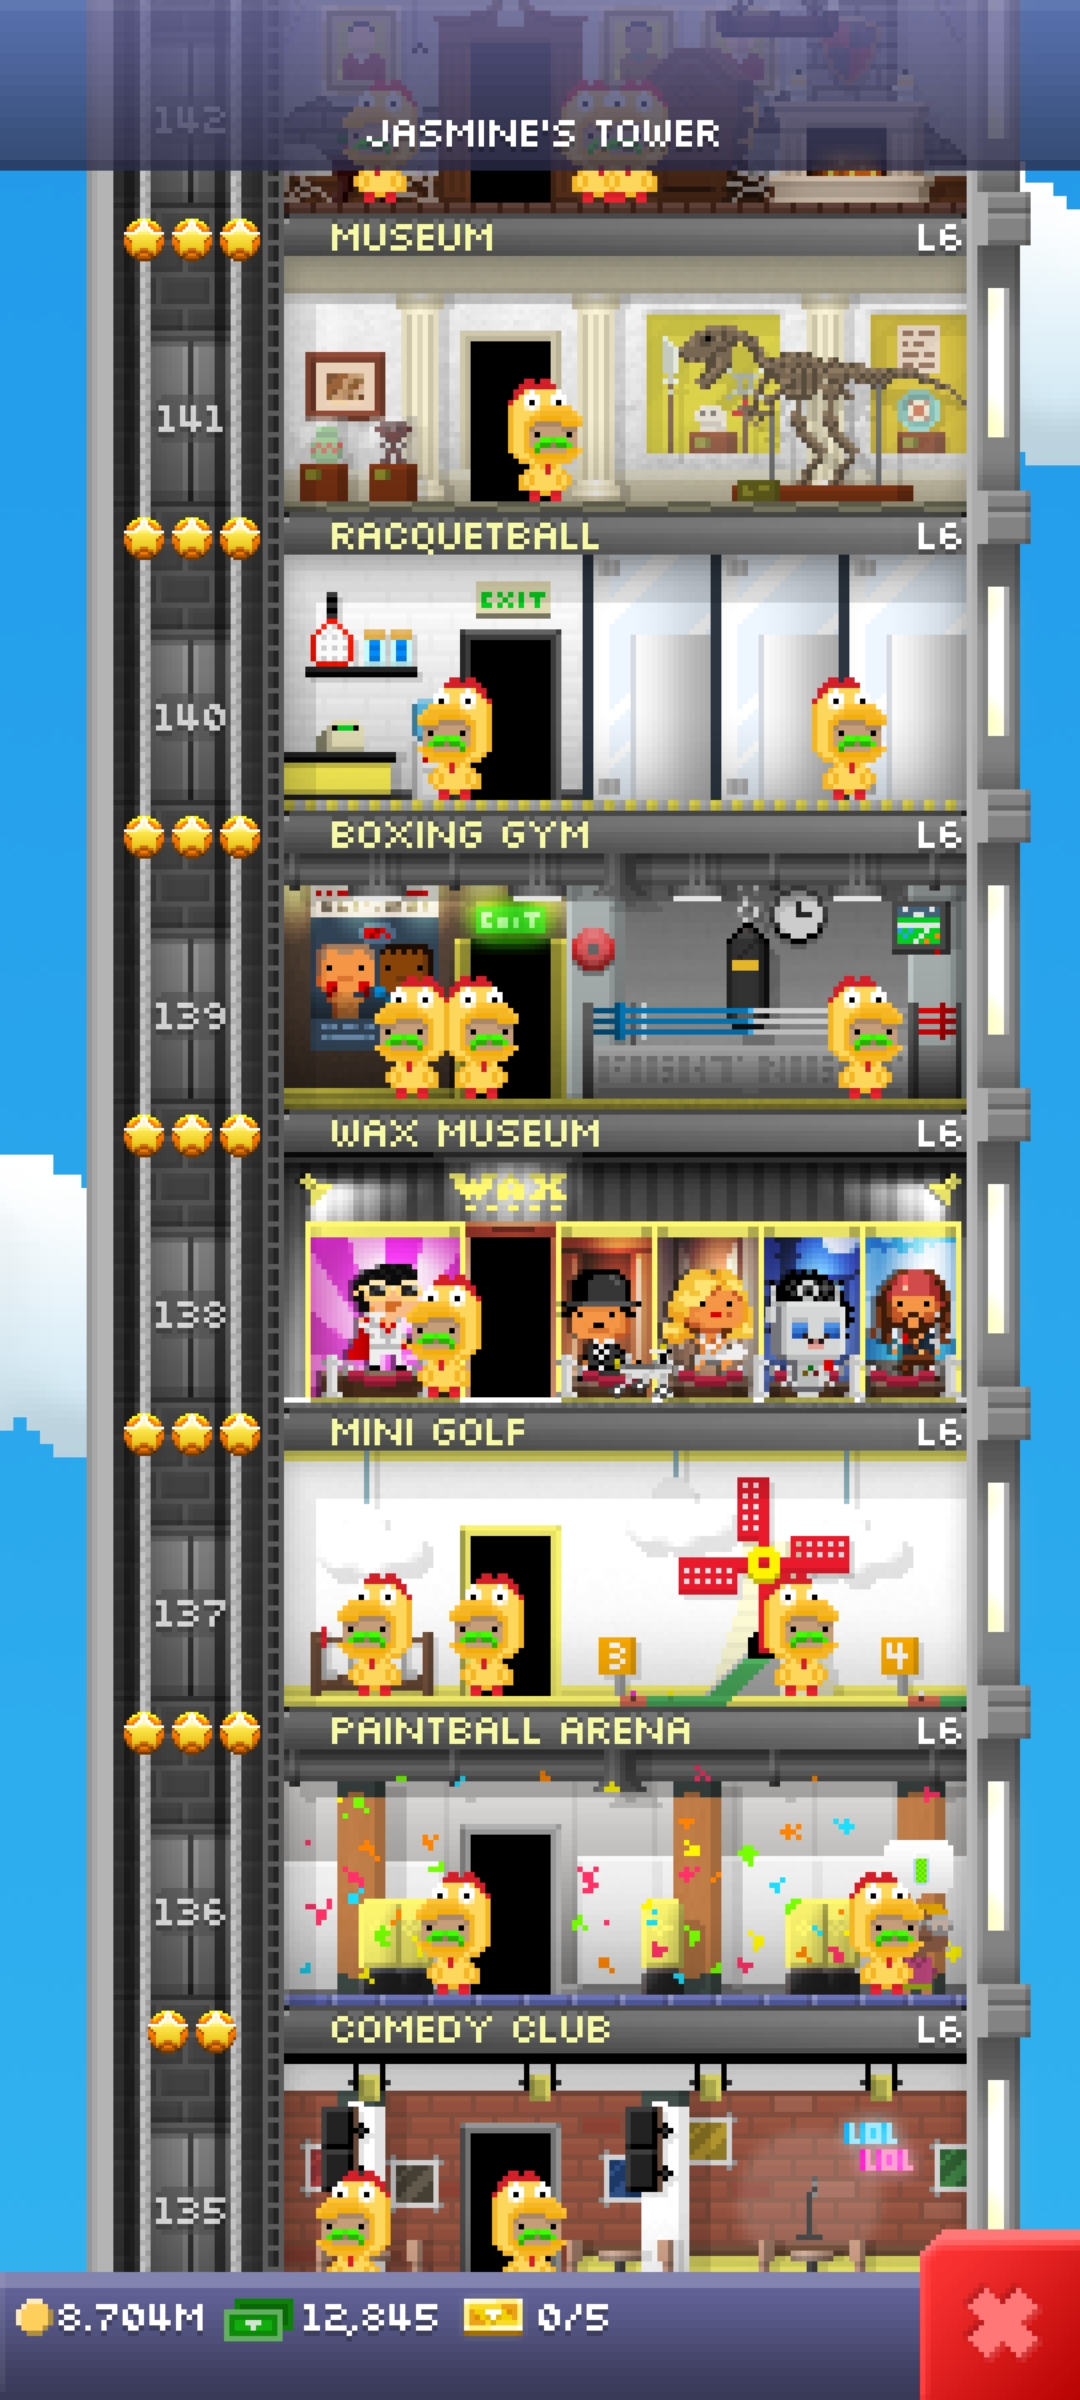 142
JASMINE'S TOWER
MUSEUM L6
141
RACQUETBALL L6
EXIT
140
BOXING GYM L6
EXIT
139
WAX MUSEUM L6
WAX
138
MINI GOLF L6
137
3 4
PAINTBALL ARENA L6
136
COMEDY CLUB L6
LOL
LOL
135
8.704M 12,845 0/5